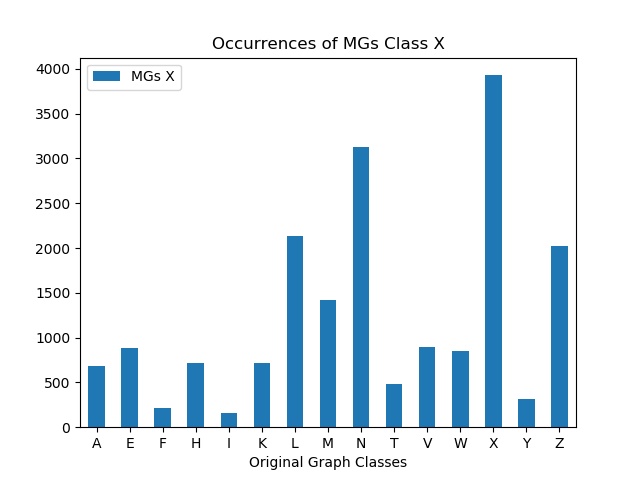 Occurrences of MGs Class X
MGs X
4000
3500
3000
2500
2000
1500
1000
500
0
A E F H I K L M N T V W X Y Z
Original Graph Classes